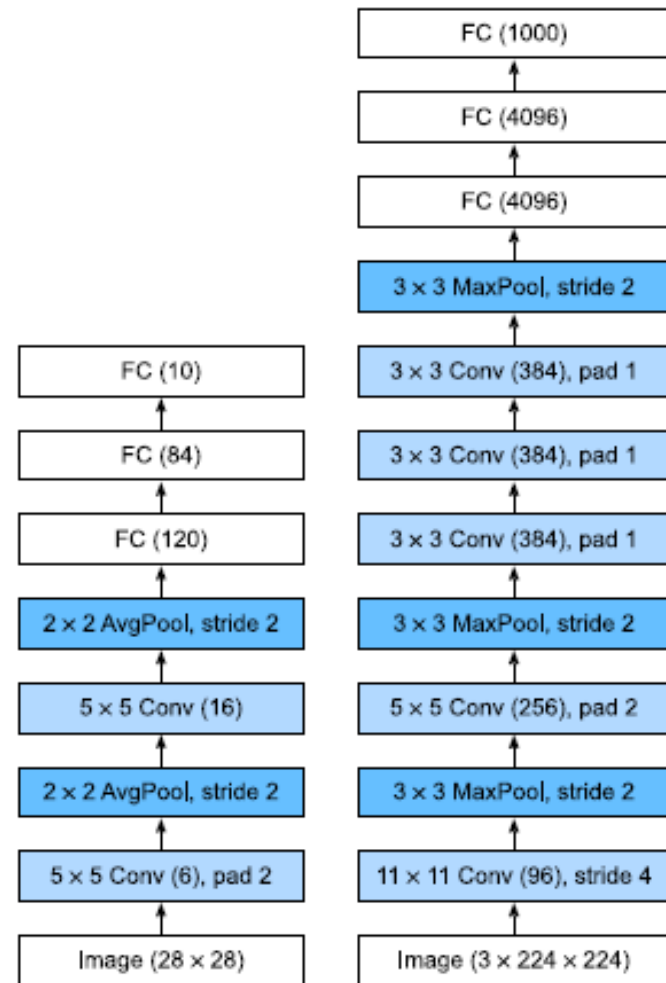 FC (1000)
FC (4096)
FC (4096)
3 × 3 MaxPool, stride 2
3 × 3 Conv (384), pad 1
3 × 3 Conv (384), pad 1
3 × 3 Conv (384), pad 1
3 × 3 MaxPool, stride 2
5 × 5 Conv (256), pad 2
3 × 3 MaxPool, stride 2
11 × 11 Conv (96), stride 4
Image (3 × 224 × 224)
FC (10)
FC (84)
FC (120)
2 × 2 AvgPool, stride 2
5 × 5 Conv (16)
2 × 2 AvgPool, stride 2
5 × 5 Conv (6), pad 2
Image (28 × 28)